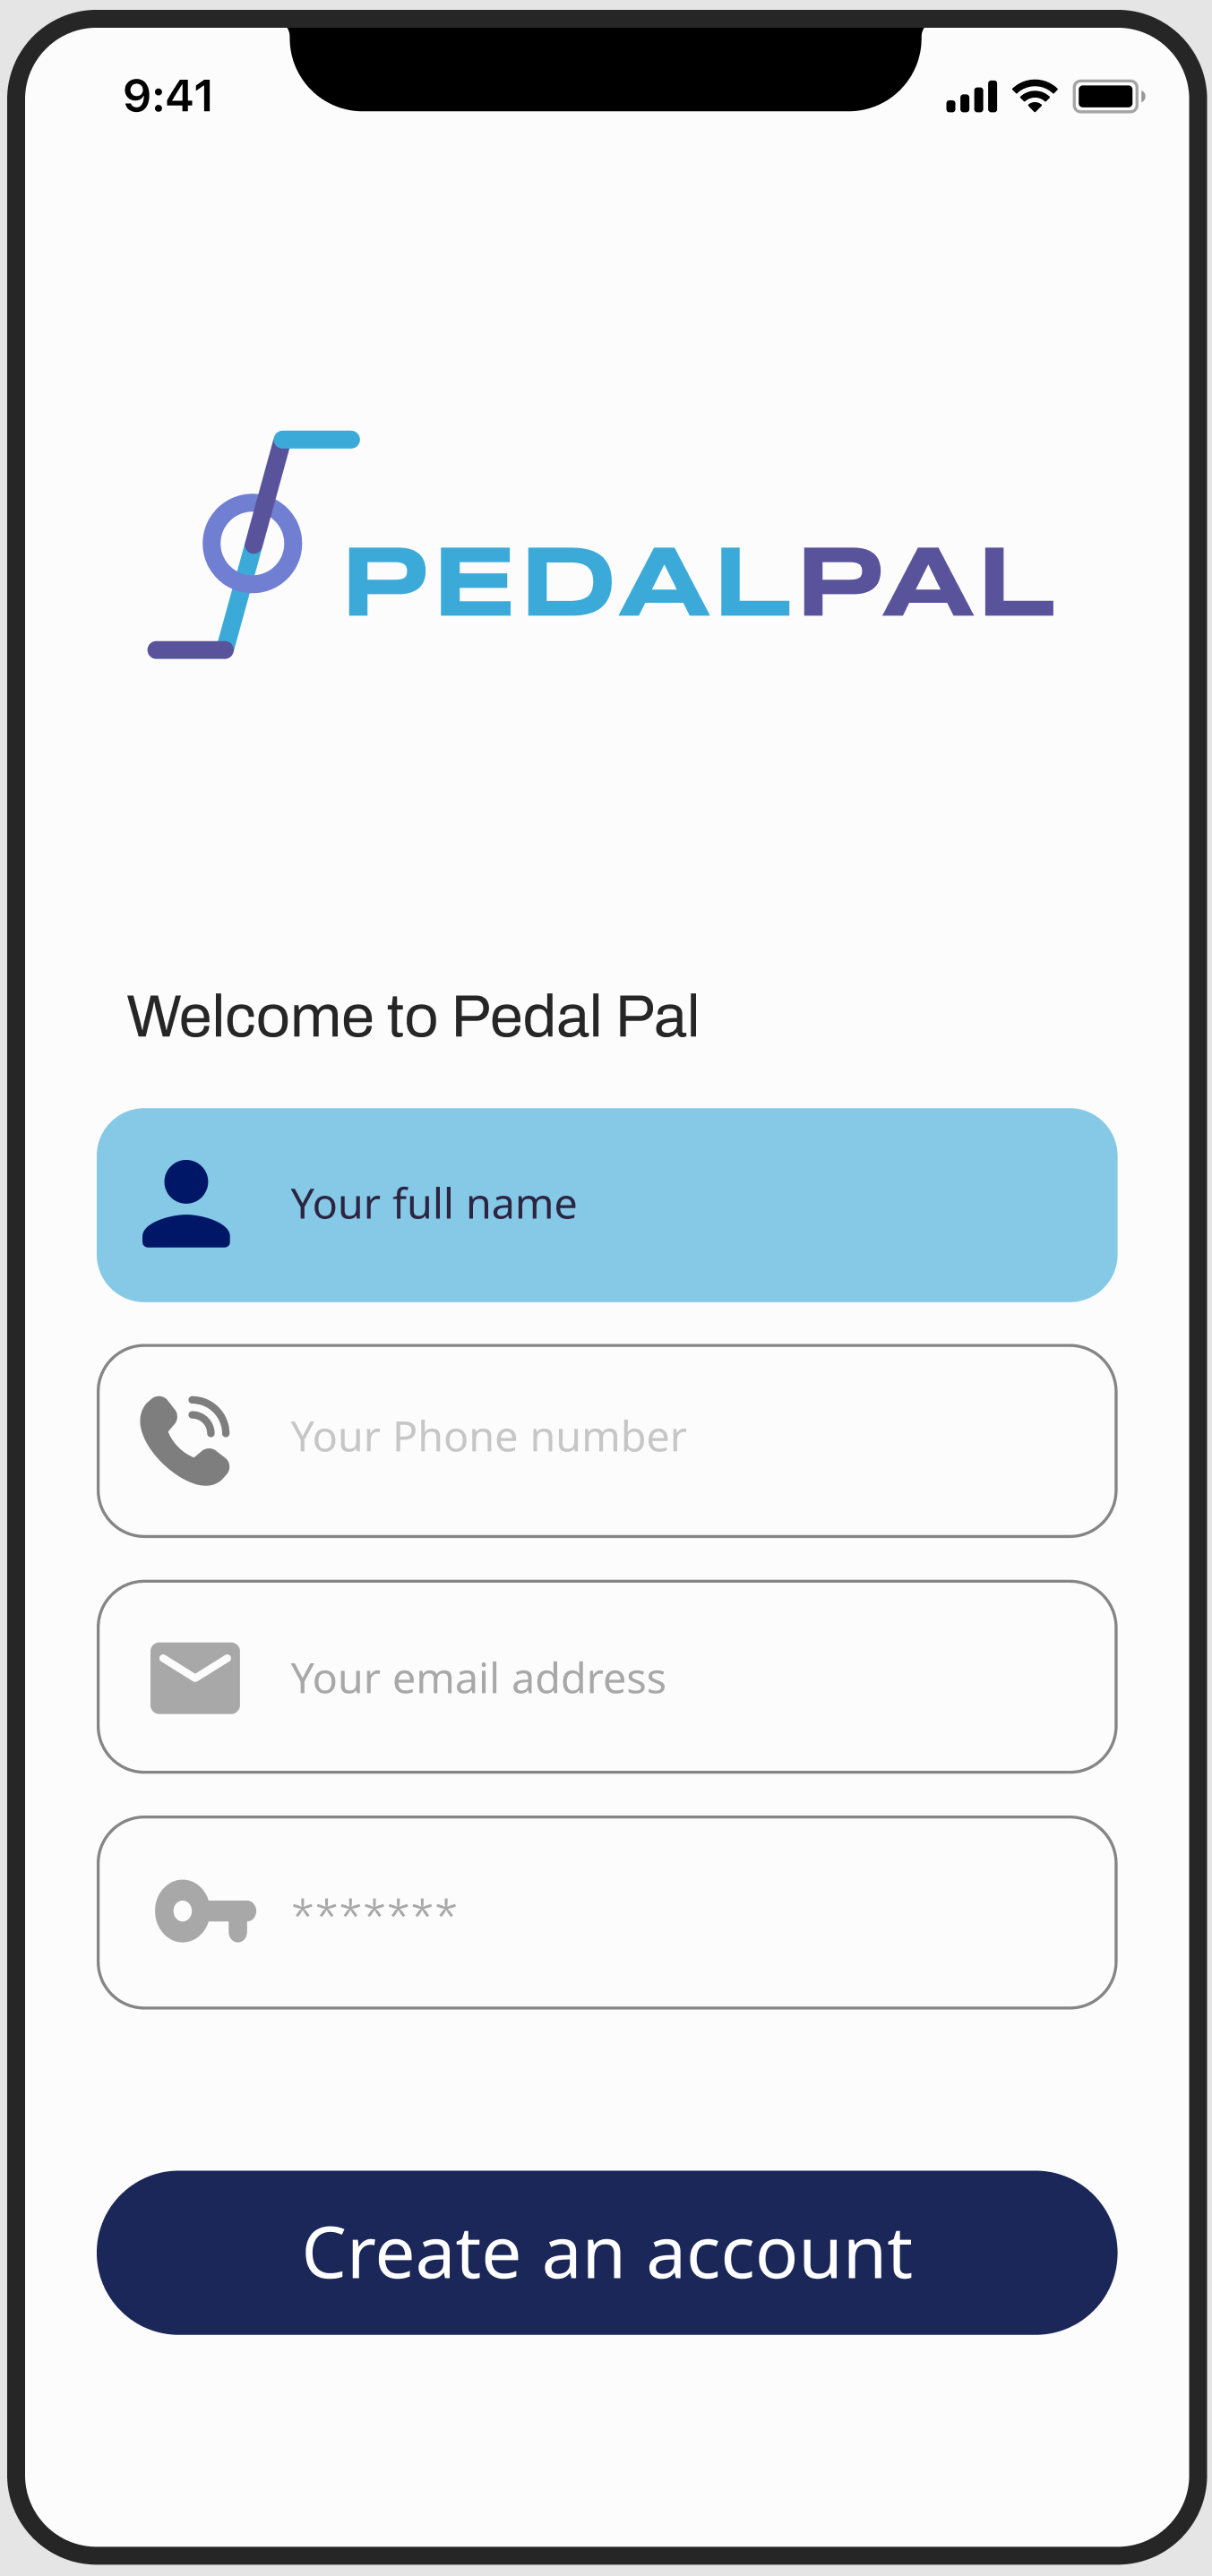 9:41
PEDALPAL
Welcome to Pedal Pal
Your full name
Your Phone number
Your email address
*******
Create an account